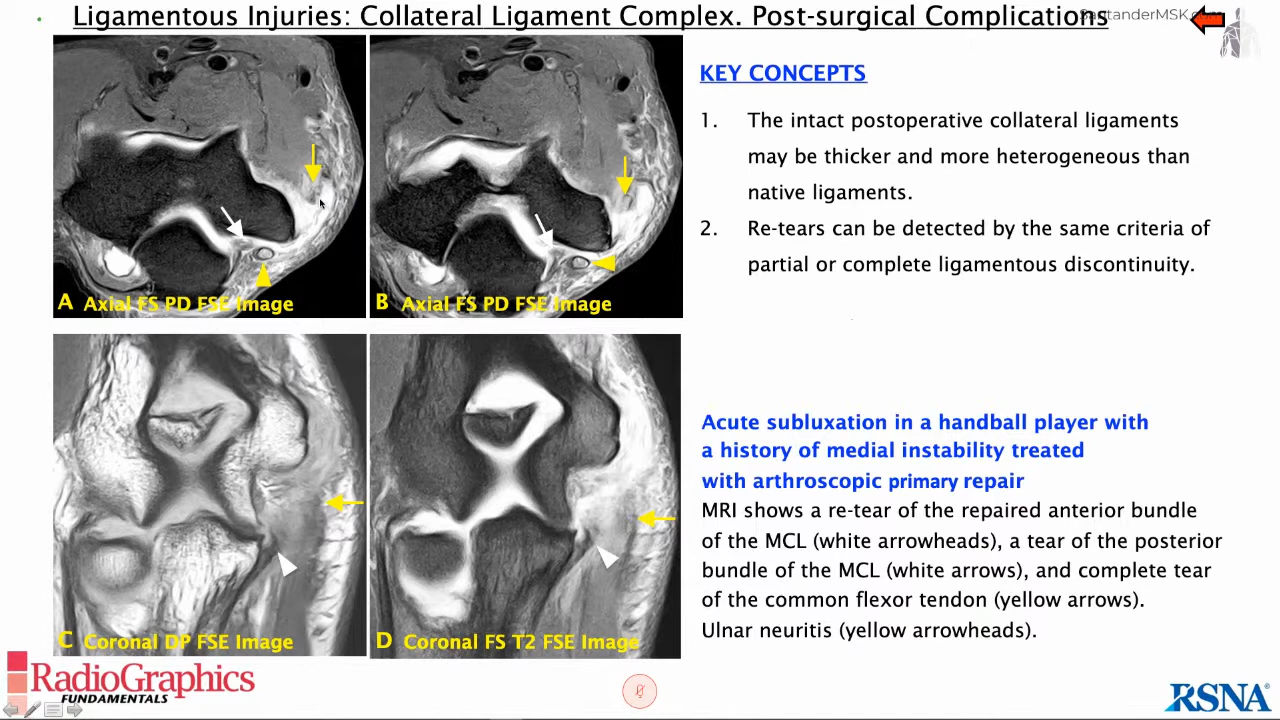 Ligamentous Injuries: Collateral Ligament Complex. Post-surgical Complications
SantanderMSK.com
A Axial FS PD FSE Image
B Axial FS PD FSE Image
C Coronal DP FSE Image
D Coronal FS T2 FSE Image
KEY CONCEPTS
1. The intact postoperative collateral ligaments
may be thicker and more heterogeneous than
native ligaments.
2. Re-tears can be detected by the same criteria of
partial or complete ligamentous discontinuity.
Acute subluxation in a handball player with
a history of medial instability treated
with arthroscopic primary repair
MRI shows a re-tear of the repaired anterior bundle
of the MCL (white arrowheads), a tear of the posterior
bundle of the MCL (white arrows), and complete tear
of the common flexor tendon (yellow arrows).
Ulnar neuritis (yellow arrowheads).
RadioGraphics
FUNDAMENTALS
RSNA®